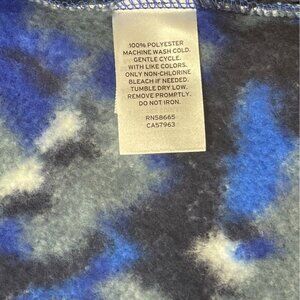 100% POLYESTER
MACHINE WASH COLD.
GENTLE CYCLE.
WITH LIKE COLORS.
ONLY NON-CHLORINE
BLEACH IF NEEDED.
TUMBLE DRY LOW.
REMOVE PROMPTLY.
DO NOT IRON.
RN58665
CA57963